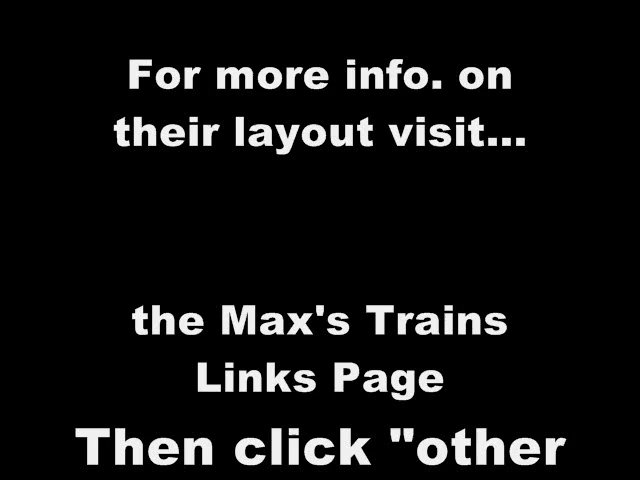 For more info. on
their layout visit...
the Max's Trains
Links Page
Then click "other